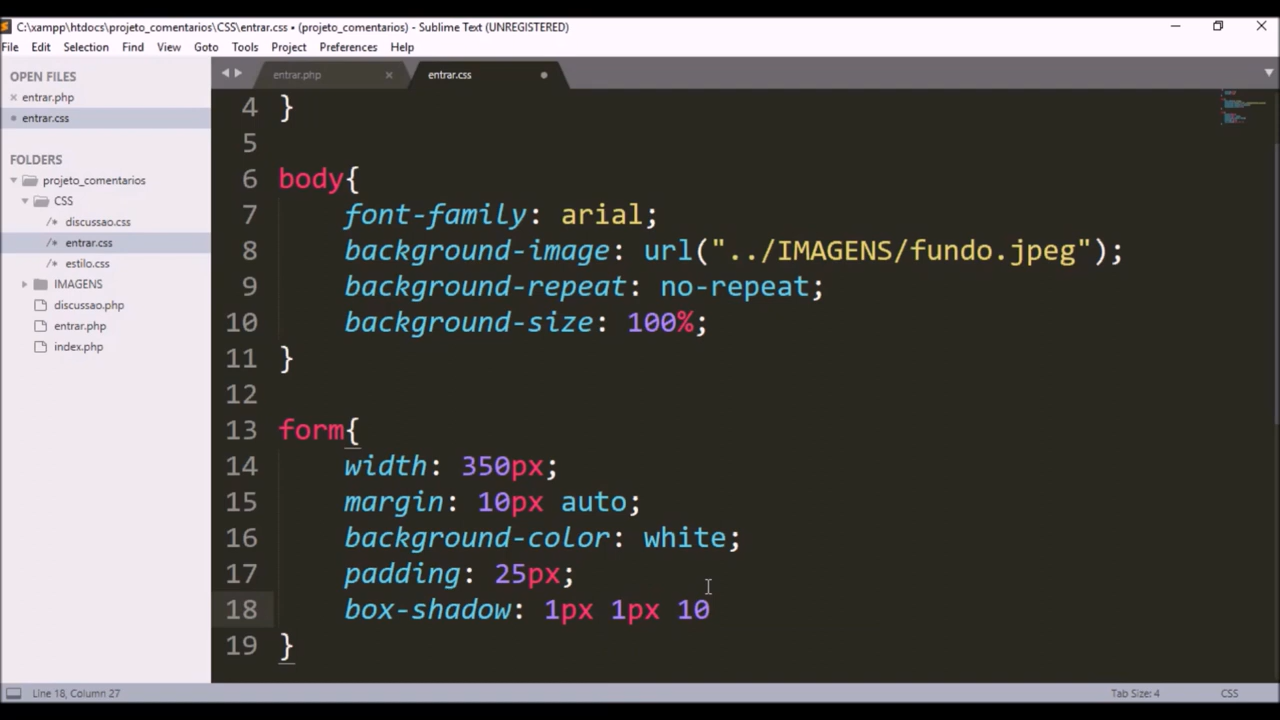 C:\xampp\htdocs\projeto_comentarios\CSS\entrar.css • (projeto_comentarios) - Sublime Text (UNREGISTERED)
File Edit Selection Find View Goto Tools Project Preferences Help
OPEN FILES
entrar.php
entrar.css
FOLDERS
projeto_comentarios
CSS
/* discussao.css
/* entrar.css
/* estilo.css
IMAGENS
discussao.php
entrar.php
index.php
entrar.php
entrar.css
4 }
5
6 body{
7 font-family: arial;
8 background-image: url("../IMAGENS/fundo.jpeg");
9 background-repeat: no-repeat;
10 background-size: 100%;
11 }
12
13 form{
14 width: 350px;
15 margin: 10px auto;
16 background-color: white;
17 padding: 25px;
18 box-shadow: 1px 1px 10
19 }
Line 18, Column 27
Tab Size: 4
CSS